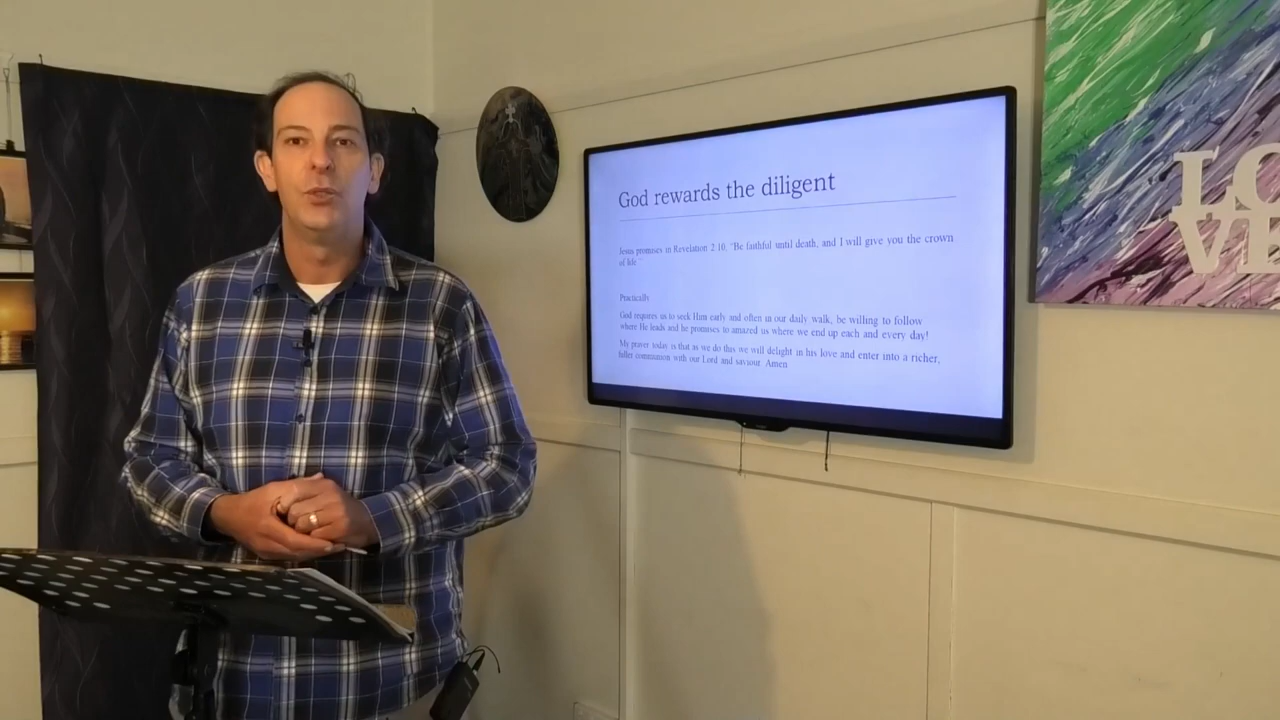 God rewards the diligent
Jesus promises in Revelation 2:10, "Be faithful until death, and I will give you the crown
of life
Practically
God requires us to seek Him early and often in our daily walk, be willing to follow
where He leads and he promises to amazed us where we end up each and every day!
My prayer today is that as we do this we will delight in his love and enter into a richer,
fuller communion with our Lord and saviour. Amen
LO
VE